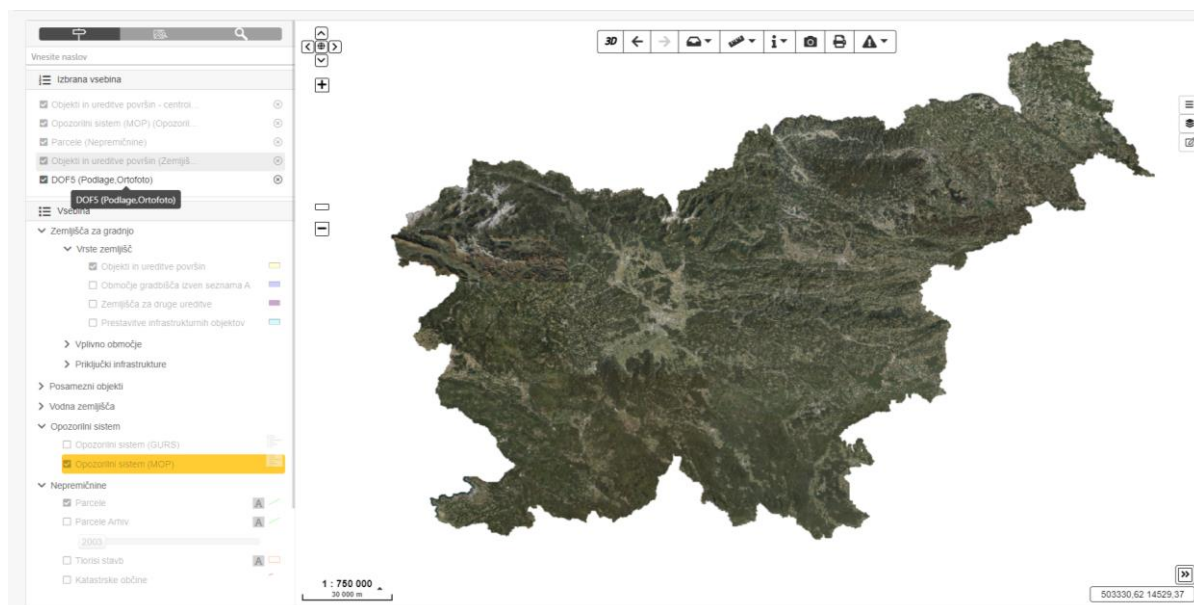 3D
i
Vnesite naslov
Izbrana vsebina
Objekti in ureditve površin - centroi...
Opozorilni sistem (MOP) (Opozoril...
Parcele (Nepremičnine)
Objekti in ureditve površin (Zemljiš...
DOF5 (Podlage,Ortofoto)
DOF5 (Podlage,Ortofoto)
Vsebina
Zemljišča za gradnjo
Vrste zemljišč
Objekti in ureditve površin
Območje gradbišča izven seznama A
Zemljišča za druge ureditve
Prestavitve infrastrukturnih objektov
Vplivno območje
Priključki infrastrukture
Posamezni objekti
Vodna zemljišča
Opozorilni sistem
Opozorilni sistem (GURS)
Opozorilni sistem (MOP)
Nepremičnine
Parcele A
Parcele Arhiv A
2003
Tlorisi stavb A
Katastrske občine
1 : 750 000
30 000 m
503330,62 14529,37